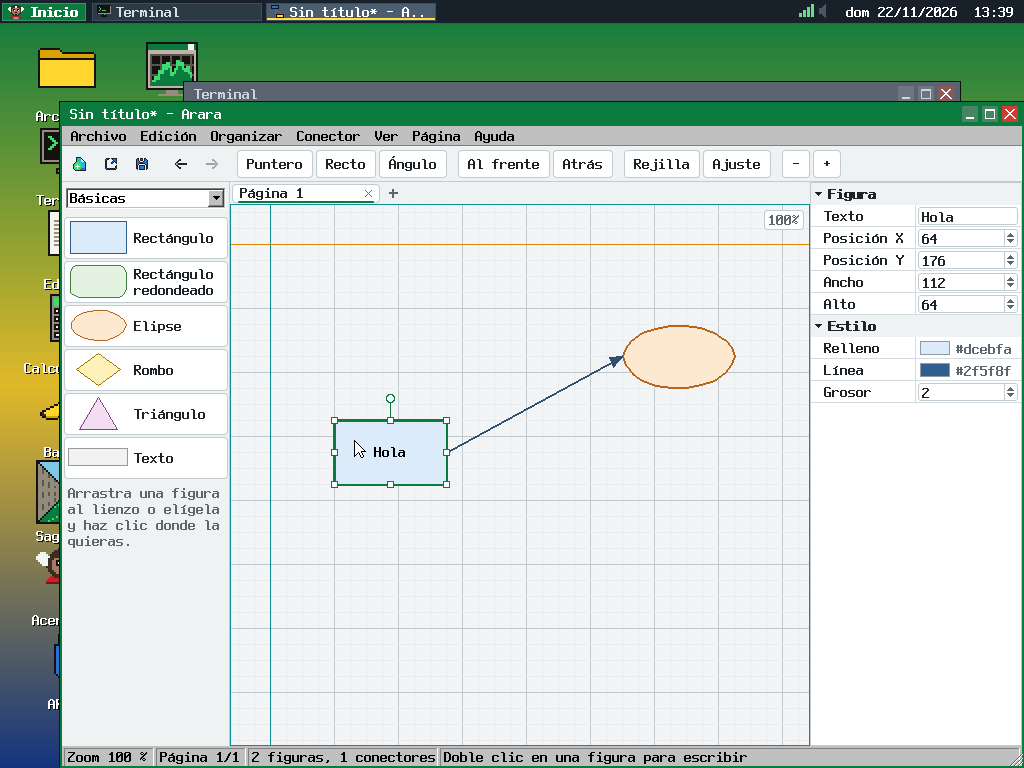 Inicio
Terminal
Sin título* - A..
dom 22/11/2026
13:39
Terminal
Sin título* - Arara
Archivo Edición Organizar Conector Ver Página Ayuda
Puntero Recto Ángulo Al frente Atrás Rejilla Ajuste - +
Básicas
Página 1
+
100%
Rectángulo
Rectángulo
redondeado
Elipse
Rombo
Triángulo
Texto
Arrastra una figura
al lienzo o elígela
y haz clic donde la
quieras.
Hola
Figura
Texto Hola
Posición X 64
Posición Y 176
Ancho 112
Alto 64
Estilo
Relleno #dcebfa
Línea #2f5f8f
Grosor 2
Zoom 100 % Página 1/1 2 figuras, 1 conectores Doble clic en una figura para escribir